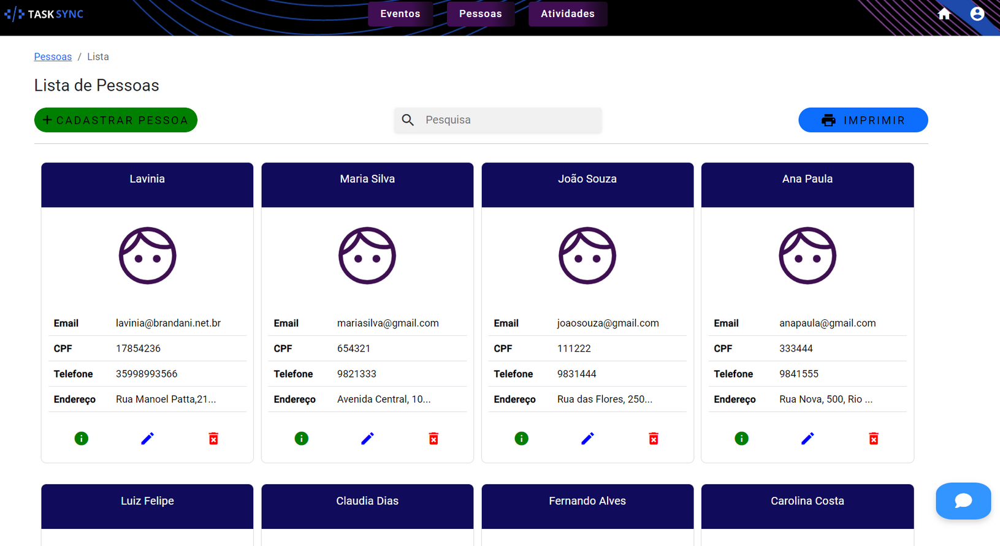 TASK SYNC
Eventos
Pessoas
Atividades
Pessoas / Lista
Lista de Pessoas
+ CADASTRAR PESSOA
Pesquisa
IMPRIMIR
Lavinia
Email lavinia@brandani.net.br
CPF 17854236
Telefone 35998993566
Endereço Rua Manoel Patta,21...
Maria Silva
Email mariasilva@gmail.com
CPF 654321
Telefone 9821333
Endereço Avenida Central, 10...
João Souza
Email joaosouza@gmail.com
CPF 111222
Telefone 9831444
Endereço Rua das Flores, 250...
Ana Paula
Email anapaula@gmail.com
CPF 333444
Telefone 9841555
Endereço Rua Nova, 500, Rio ...
Luiz Felipe
Claudia Dias
Fernando Alves
Carolina Costa